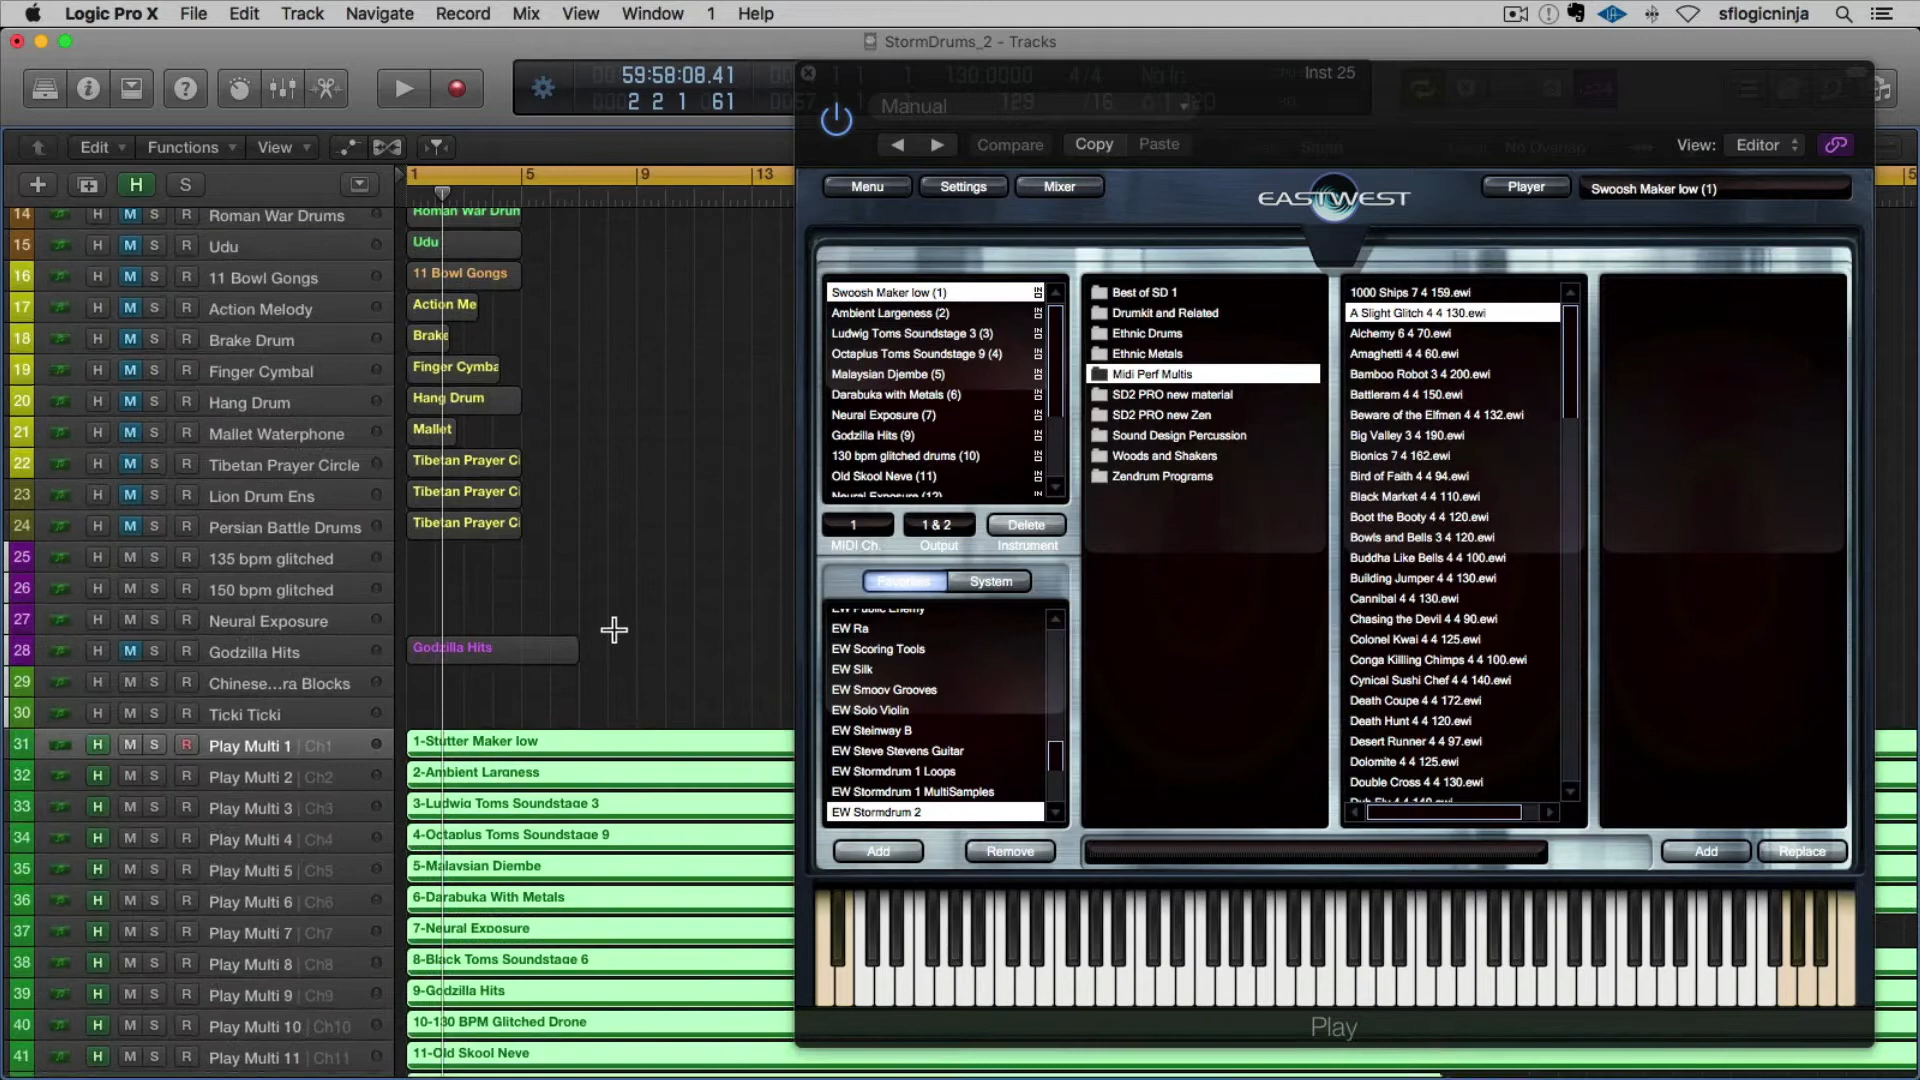 Logic Pro X File Edit Track Navigate Record Mix View Window 1 Help sflogicninja
StormDrums_2 - Tracks
59:58:08.41
2 2 1 61
Inst 25
Manual
Compare Copy Paste View: Editor
Edit Functions View
H S
1 5 9 13
Menu Settings Mixer EASTWEST Player Swoosh Maker low (1)
14 H M S R Roman War Drums
15 H M S R Udu
16 H M S R 11 Bowl Gongs
17 H M S R Action Melody
18 H M S R Brake Drum
19 H M S R Finger Cymbal
20 H M S R Hang Drum
21 H M S R Mallet Waterphone
22 H M S R Tibetan Prayer Circle
23 H M S R Lion Drum Ens
24 H M S R Persian Battle Drums
25 H M S R 135 bpm glitched
26 H M S R 150 bpm glitched
27 H M S R Neural Exposure
28 H M S R Godzilla Hits
29 H M S R Chinese...ra Blocks
30 H M S R Ticki Ticki
31 H M S R Play Multi 1 | Ch1
32 H M S R Play Multi 2 | Ch2
33 H M S R Play Multi 3 | Ch3
34 H M S R Play Multi 4 | Ch4
35 H M S R Play Multi 5 | Ch5
36 H M S R Play Multi 6 | Ch6
37 H M S R Play Multi 7 | Ch7
38 H M S R Play Multi 8 | Ch8
39 H M S R Play Multi 9 | Ch9
40 H M S R Play Multi 10 | Ch10
41 H M S R Play Multi 11 | Ch11
Roman War Drun
Udu
11 Bowl Gongs
Action Me
Brake
Finger Cymba
Hang Drum
Mallet
Tibetan Prayer Ci
Tibetan Prayer Ci
Tibetan Prayer Ci
Godzilla Hits
1-Stutter Maker low
2-Ambient Largness
3-Ludwig Toms Soundstage 3
4-Octaplus Toms Soundstage 9
5-Malaysian Djembe
6-Darabuka With Metals
7-Neural Exposure
8-Black Toms Soundstage 6
9-Godzilla Hits
10-130 BPM Glitched Drone
11-Old Skool Neve
Swoosh Maker low (1)
Ambient Largeness (2)
Ludwig Toms Soundstage 3 (3)
Octaplus Toms Soundstage 9 (4)
Malaysian Djembe (5)
Darabuka with Metals (6)
Neural Exposure (7)
Godzilla Hits (9)
130 bpm glitched drums (10)
Old Skool Neve (11)
Neural Exposure (12)
1 1 & 2 Delete
MIDI Ch. Output Instrument
Favorites System
EW Public Enemy
EW Ra
EW Scoring Tools
EW Silk
EW Smoov Grooves
EW Solo Violin
EW Steinway B
EW Steve Stevens Guitar
EW Stormdrum 1 Loops
EW Stormdrum 1 MultiSamples
EW Stormdrum 2
Add Remove
Best of SD 1
Drumkit and Related
Ethnic Drums
Ethnic Metals
Midi Perf Multis
SD2 PRO new material
SD2 PRO new Zen
Sound Design Percussion
Woods and Shakers
Zendrum Programs
1000 Ships 7 4 159.ewi
A Slight Glitch 4 4 130.ewi
Alchemy 6 4 70.ewi
Amaghetti 4 4 60.ewi
Bamboo Robot 3 4 200.ewi
Battleram 4 4 150.ewi
Beware of the Elfmen 4 4 132.ewi
Big Valley 3 4 190.ewi
Bionics 7 4 162.ewi
Bird of Faith 4 4 94.ewi
Black Market 4 4 110.ewi
Boot the Booty 4 4 120.ewi
Bowls and Bells 3 4 120.ewi
Buddha Like Bells 4 4 100.ewi
Building Jumper 4 4 130.ewi
Cannibal 4 4 130.ewi
Chasing the Devil 4 4 90.ewi
Colonel Kwai 4 4 125.ewi
Conga Killling Chimps 4 4 100.ewi
Cynical Sushi Chef 4 4 140.ewi
Death Coupe 4 4 172.ewi
Death Hunt 4 4 120.ewi
Desert Runner 4 4 97.ewi
Dolomite 4 4 125.ewi
Double Cross 4 4 130.ewi
Add Replace
Play